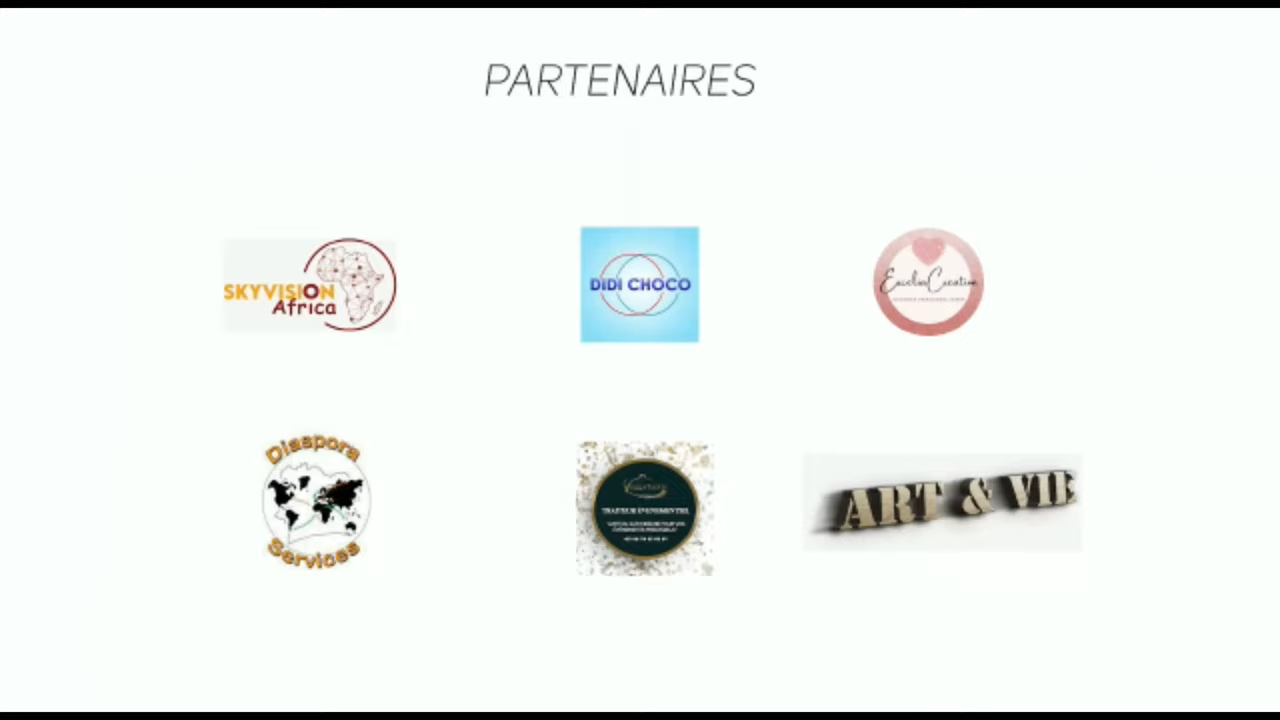 PARTENAIRES
SKYVISION
Africa
DIDI CHOCO
Diaspora
Services
TRAITEUR ÉVÉNEMENTIEL
ART & VIE